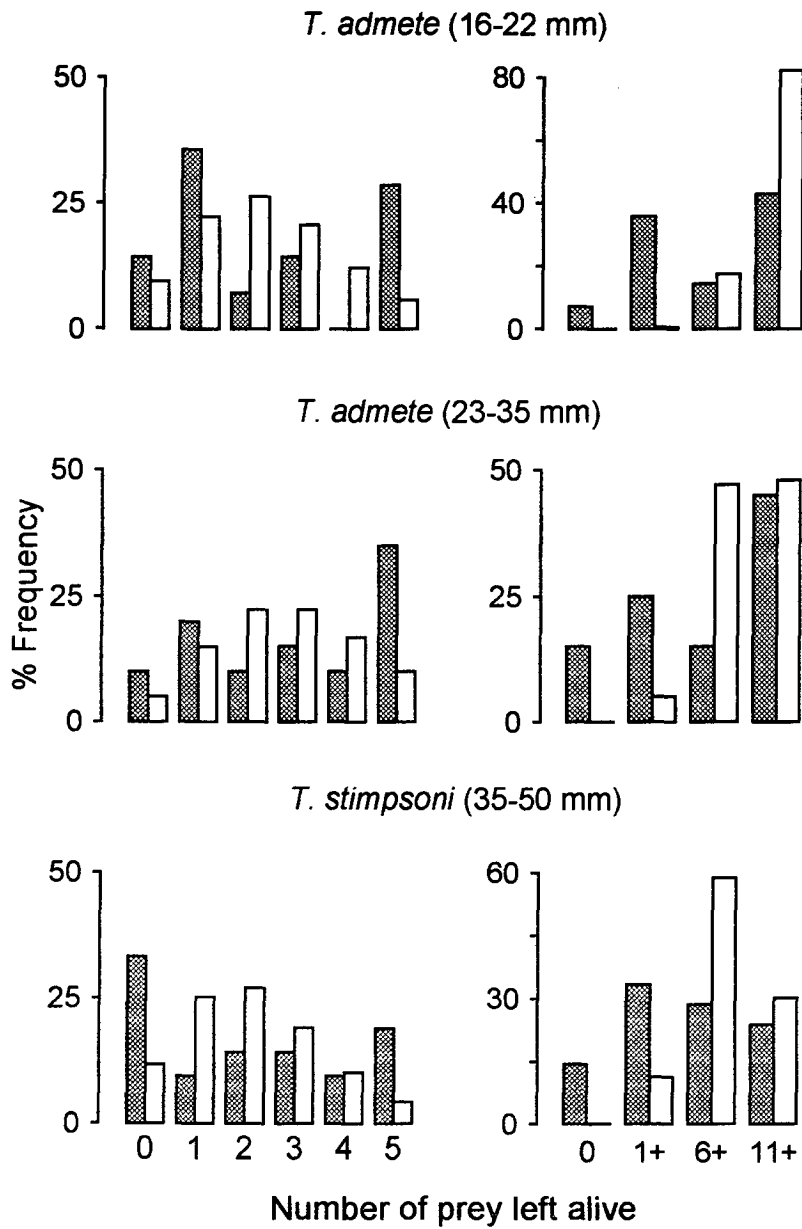 T. admete (16-22 mm)
50
25
0
80
40
0
T. admete (23-35 mm)
% Frequency
50
25
0
50
25
0
T. stimpsoni (35-50 mm)
50
25
0
60
30
0
0 1 2 3 4 5
0 1+ 6+ 11+
Number of prey left alive